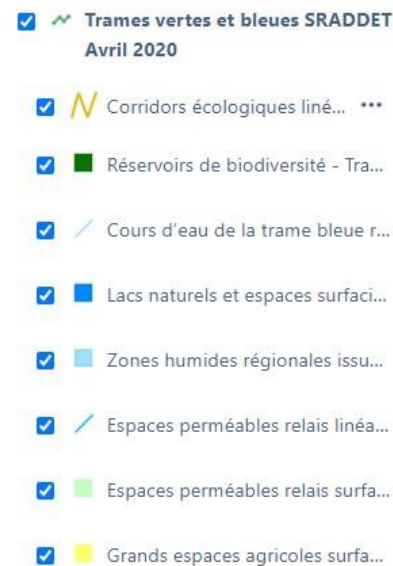 Trames vertes et bleues SRADDET
Avril 2020
Corridors écologiques liné... •••
Réservoirs de biodiversité - Tra...
Cours d'eau de la trame bleue r...
Lacs naturels et espaces surfaci...
Zones humides régionales issu...
Espaces perméables relais linéa...
Espaces perméables relais surfa...
Grands espaces agricoles surfa...